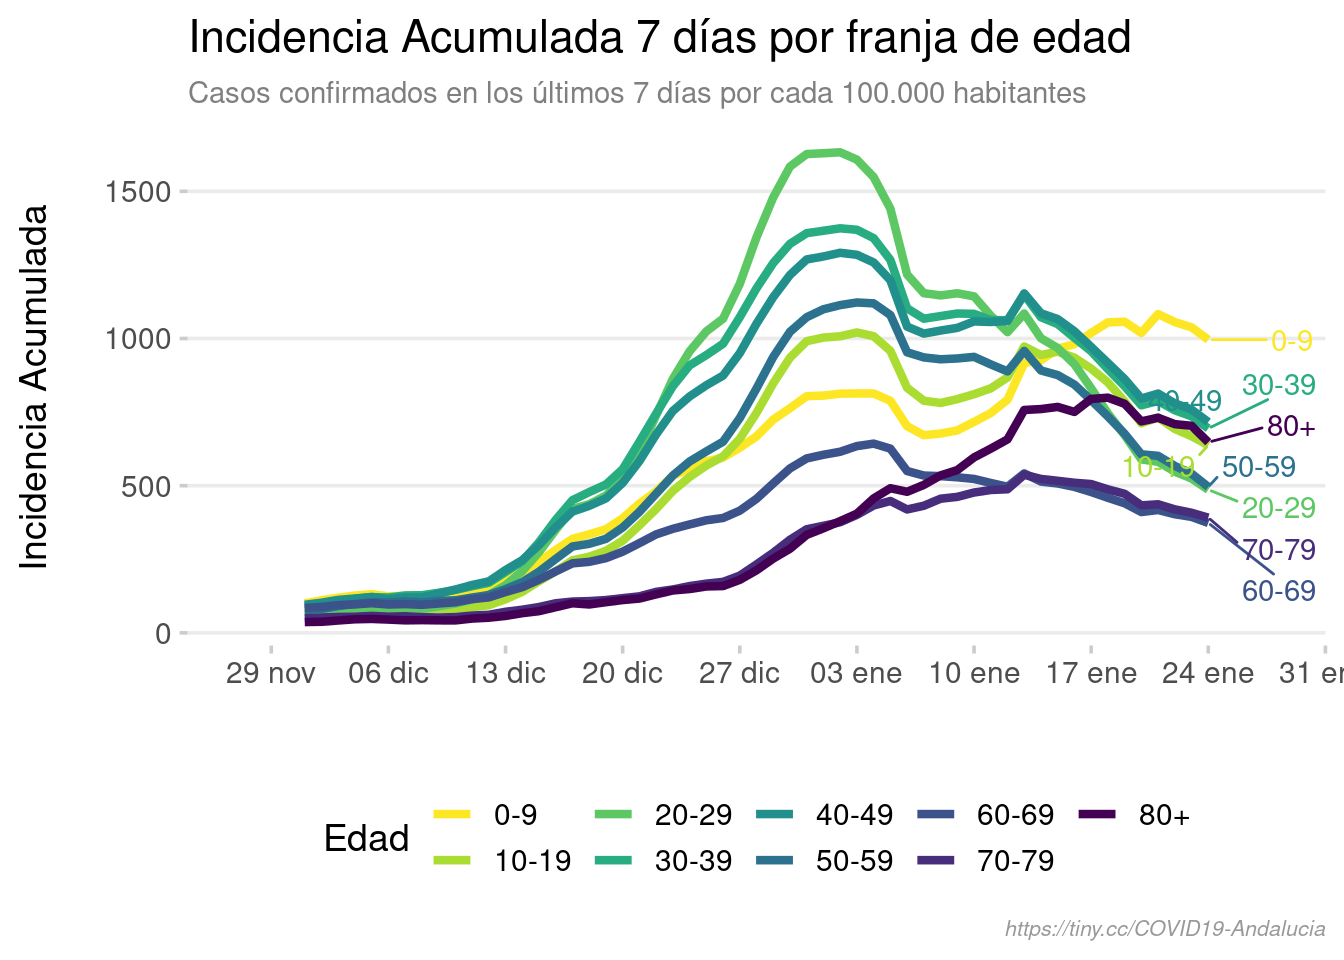 Incidencia Acumulada 7 días por franja de edad
Casos confirmados en los últimos 7 días por cada 100.000 habitantes
Incidencia Acumulada
1500
1000
500
0
0-9
30-39
40-49
80+
10-19
50-59
20-29
70-79
60-69
29 nov 06 dic 13 dic 20 dic 27 dic 03 ene 10 ene 17 ene 24 ene 31 en
Edad
0-9 20-29 40-49 60-69 80+
10-19 30-39 50-59 70-79
https://tiny.cc/COVID19-Andalucia